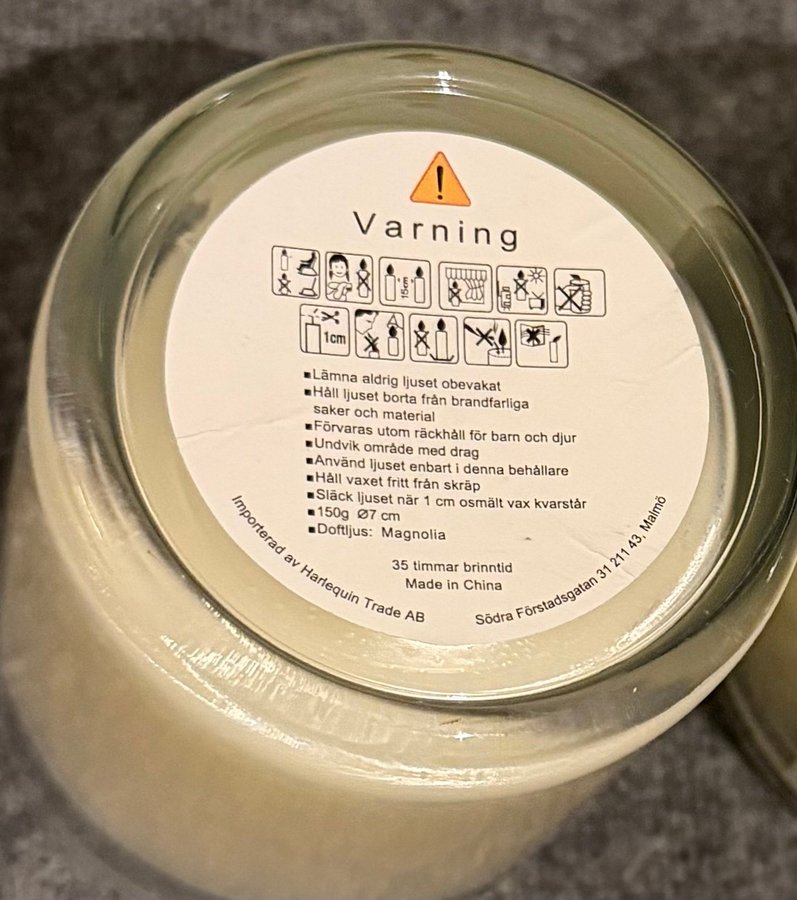 !
Varning
15cm
1cm
■Lämna aldrig ljuset obevakat
■Håll ljuset borta från brandfarliga
saker och material
■Förvaras utom räckhåll för barn och djur
■Undvik område med drag
■Använd ljuset enbart i denna behållare
■Håll vaxet fritt från skräp
■Släck ljuset när 1 cm osmält vax kvarstår
■150g Ø7 cm
■Doftljus: Magnolia
35 timmar brinntid
Made in China
Importerad av Harlequin Trade AB
Södra Förstadsgatan 31 211 43, Malmö